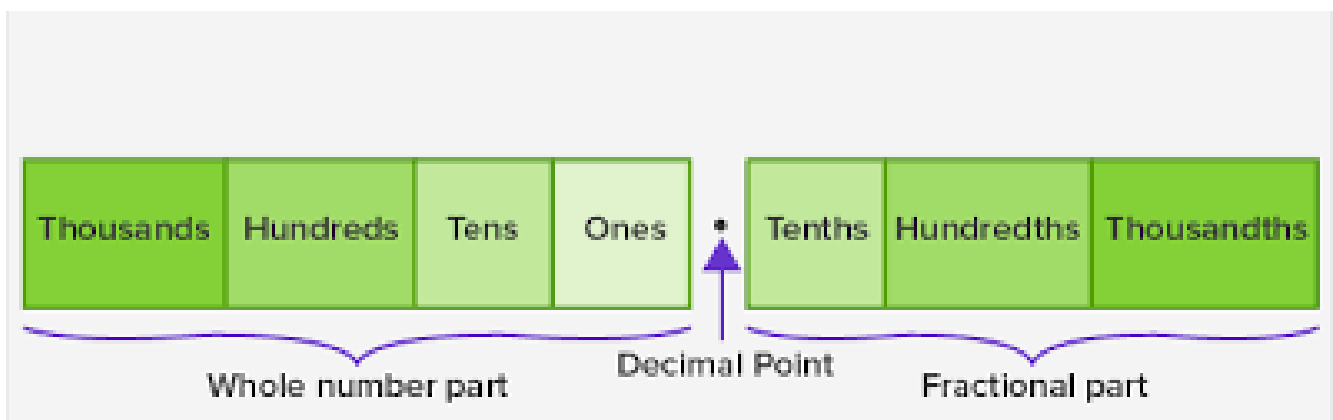 Thousands Hundreds Tens Ones . Tenths Hundredths Thousandths
Decimal Point
Whole number part Fractional part